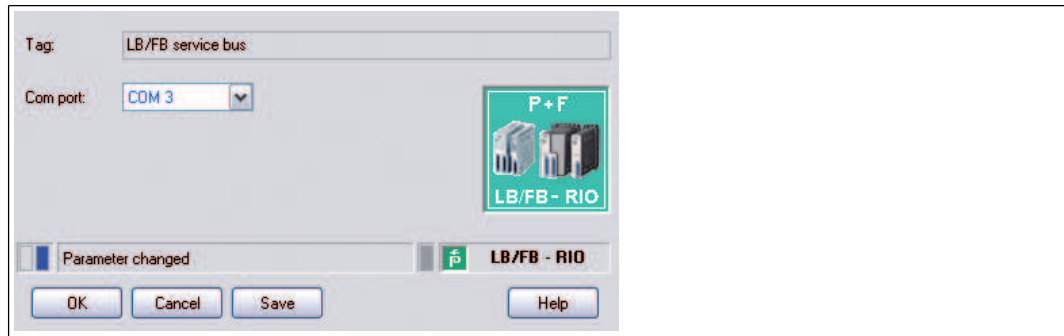 Tag: LB/FB service bus
Com port: COM 3
P+F
LB/FB - RIO
Parameter changed LB/FB - RIO
OK Cancel Save Help